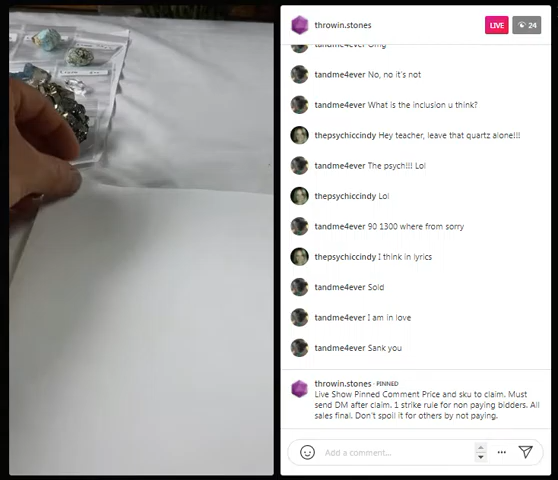 throwin.stones
LIVE 24
tandme4ever Omg
tandme4ever No, no it's not
tandme4ever What is the inclusion u think?
thepsychiccindy Hey teacher, leave that quartz alone!!!
tandme4ever The psych!!! Lol
thepsychiccindy Lol
tandme4ever 90 1300 where from sorry
thepsychiccindy I think in lyrics
tandme4ever Sold
tandme4ever I am in love
tandme4ever Sank you
throwin.stones · PINNED
Live Show Pinned Comment Price and sku to claim. Must
send DM after claim. 1 strike rule for non paying bidders. All
sales final. Don't spoil it for others by not paying.
Add a comment...